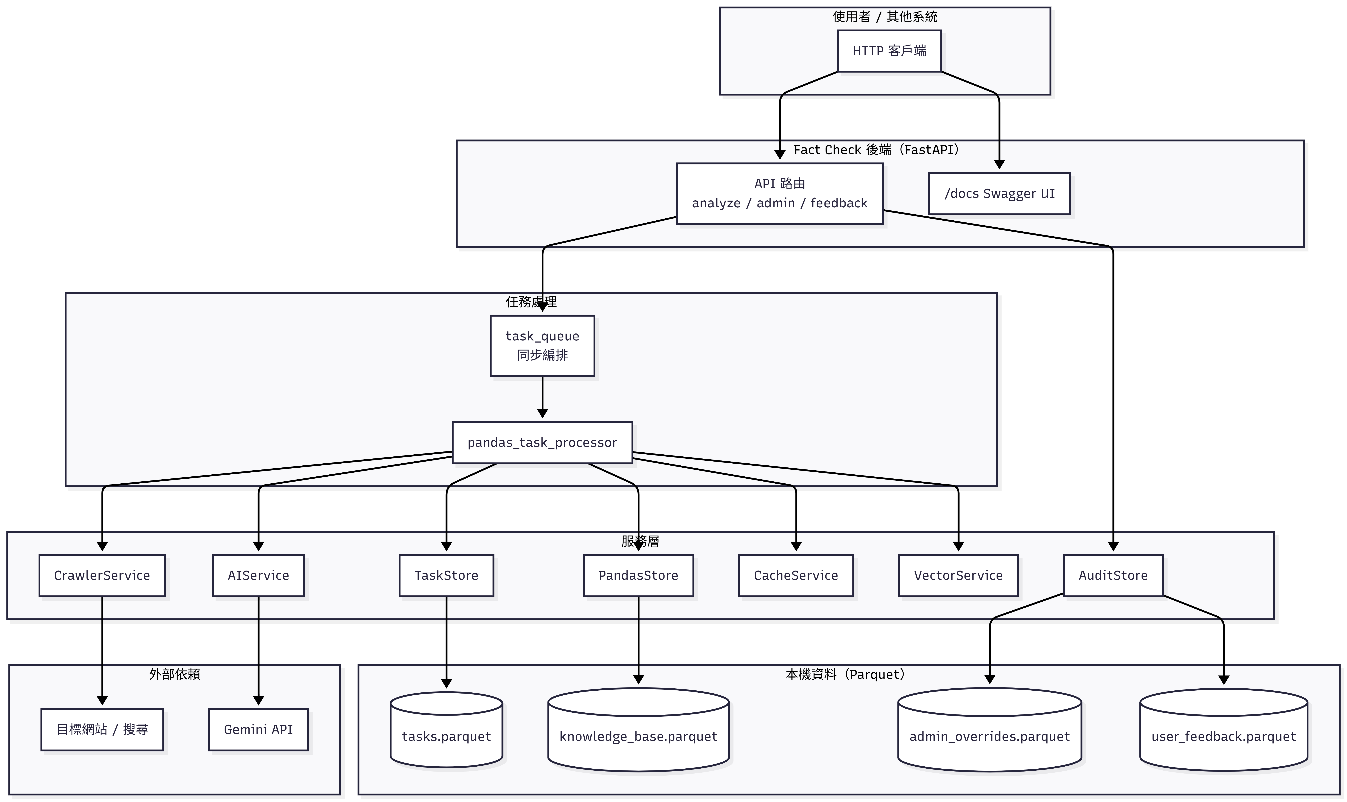 使用者 / 其他系統
HTTP 客戶端
Fact Check 後端（FastAPI）
API 路由
analyze / admin / feedback
/docs Swagger UI
任務處理
task_queue
同步編排
pandas_task_processor
服務層
CrawlerService
AIService
TaskStore
PandasStore
CacheService
VectorService
AuditStore
外部依賴
本機資料（Parquet）
目標網站 / 搜尋
Gemini API
tasks.parquet
knowledge_base.parquet
admin_overrides.parquet
user_feedback.parquet